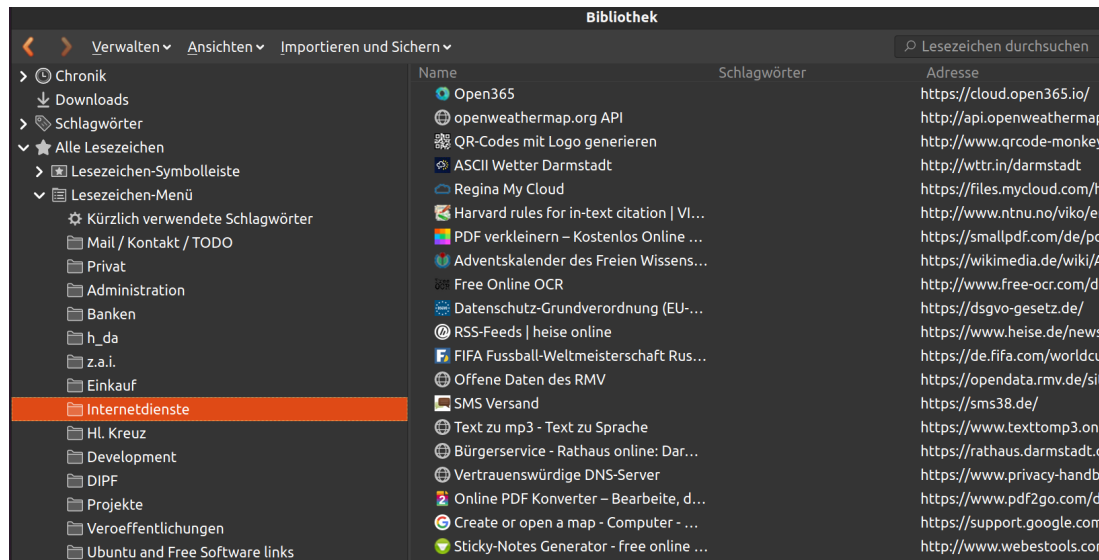 Bibliothek
Verwalten Ansichten Importieren und Sichern Lesezeichen durchsuchen
Chronik
Downloads
Schlagwörter
Alle Lesezeichen
Lesezeichen-Symbolleiste
Lesezeichen-Menü
Kürzlich verwendete Schlagwörter
Mail / Kontakt / TODO
Privat
Administration
Banken
h_da
z.a.i.
Einkauf
Internetdienste
Hl. Kreuz
Development
DIPF
Projekte
Veroeffentlichungen
Ubuntu and Free Software links
Name Schlagwörter Adresse
Open365 https://cloud.open365.io/
openweathermap.org API http://api.openweathermap
QR-Codes mit Logo generieren http://www.qrcode-monkey
ASCII Wetter Darmstadt http://wttr.in/darmstadt
Regina My Cloud https://files.mycloud.com/h
Harvard rules for in-text citation | VI... http://www.ntnu.no/viko/e
PDF verkleinern – Kostenlos Online ... https://smallpdf.com/de/po
Adventskalender des Freien Wissens... https://wikimedia.de/wiki/A
Free Online OCR http://www.free-ocr.com/d
Datenschutz-Grundverordnung (EU-... https://dsgvo-gesetz.de/
RSS-Feeds | heise online https://www.heise.de/news
FIFA Fussball-Weltmeisterschaft Rus... https://de.fifa.com/worldcu
Offene Daten des RMV https://opendata.rmv.de/si
SMS Versand https://sms38.de/
Text zu mp3 - Text zu Sprache https://www.texttomp3.on
Bürgerservice - Rathaus online: Dar... https://rathaus.darmstadt.
Vertrauenswürdige DNS-Server https://www.privacy-handb
Online PDF Konverter – Bearbeite, d... https://www.pdf2go.com/d
Create or open a map - Computer - ... https://support.google.com
Sticky-Notes Generator - free online ... http://www.webestools.com